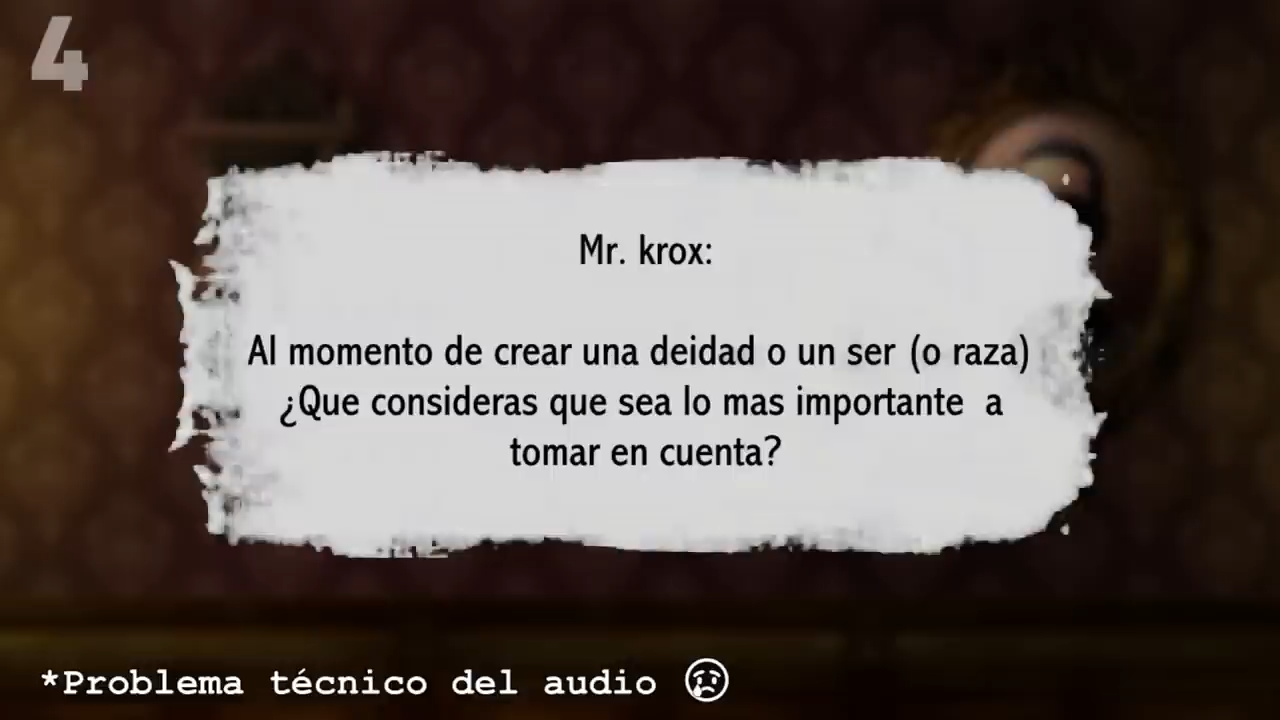 4
Mr. krox:
Al momento de crear una deidad o un ser (o raza)
¿Que consideras que sea lo mas importante a
tomar en cuenta?
*Problema técnico del audio 😢